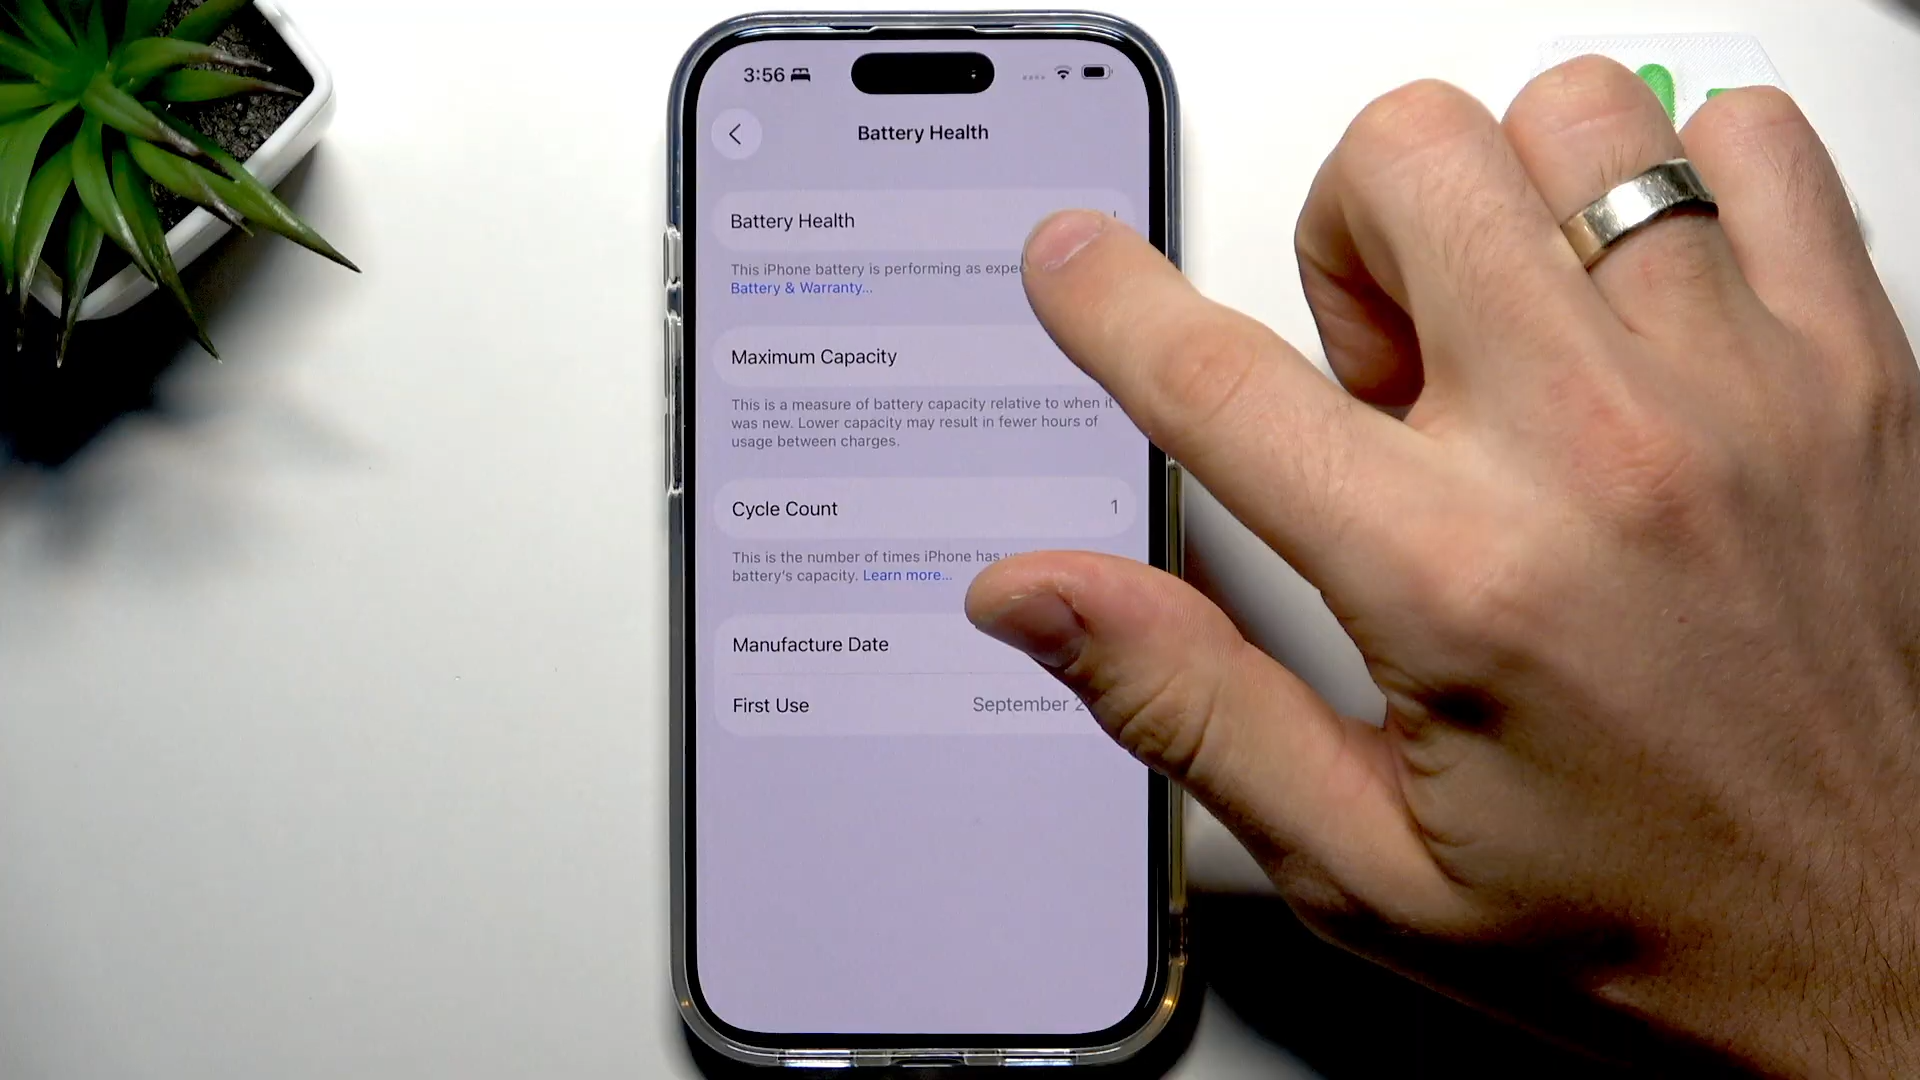 3:56
Battery Health
Battery Health
This iPhone battery is performing as
Battery & Warranty...
Maximum Capacity
This is a measure of battery capacity relative to when it
was new. Lower capacity may result in fewer hours of
usage between charges.
Cycle Count 1
This is the number of times iPhone has
battery's capacity. Learn more...
Manufacture Date
First Use September